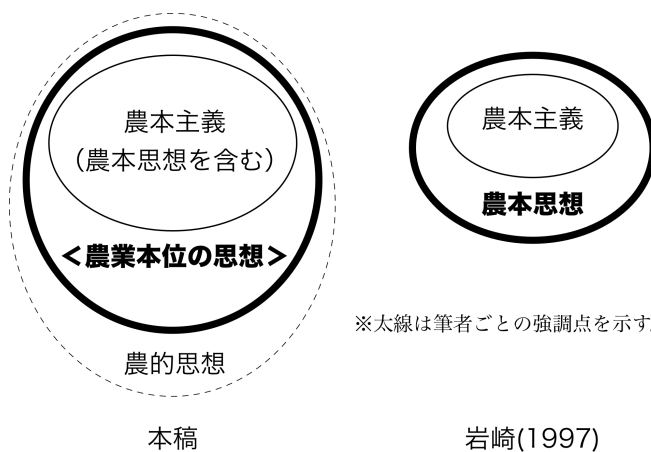 農本主義
（農本思想を含む）
＜農業本位の思想＞
農的思想
本稿
農本主義
農本思想
※太線は筆者ごとの強調点を示す
岩崎(1997)